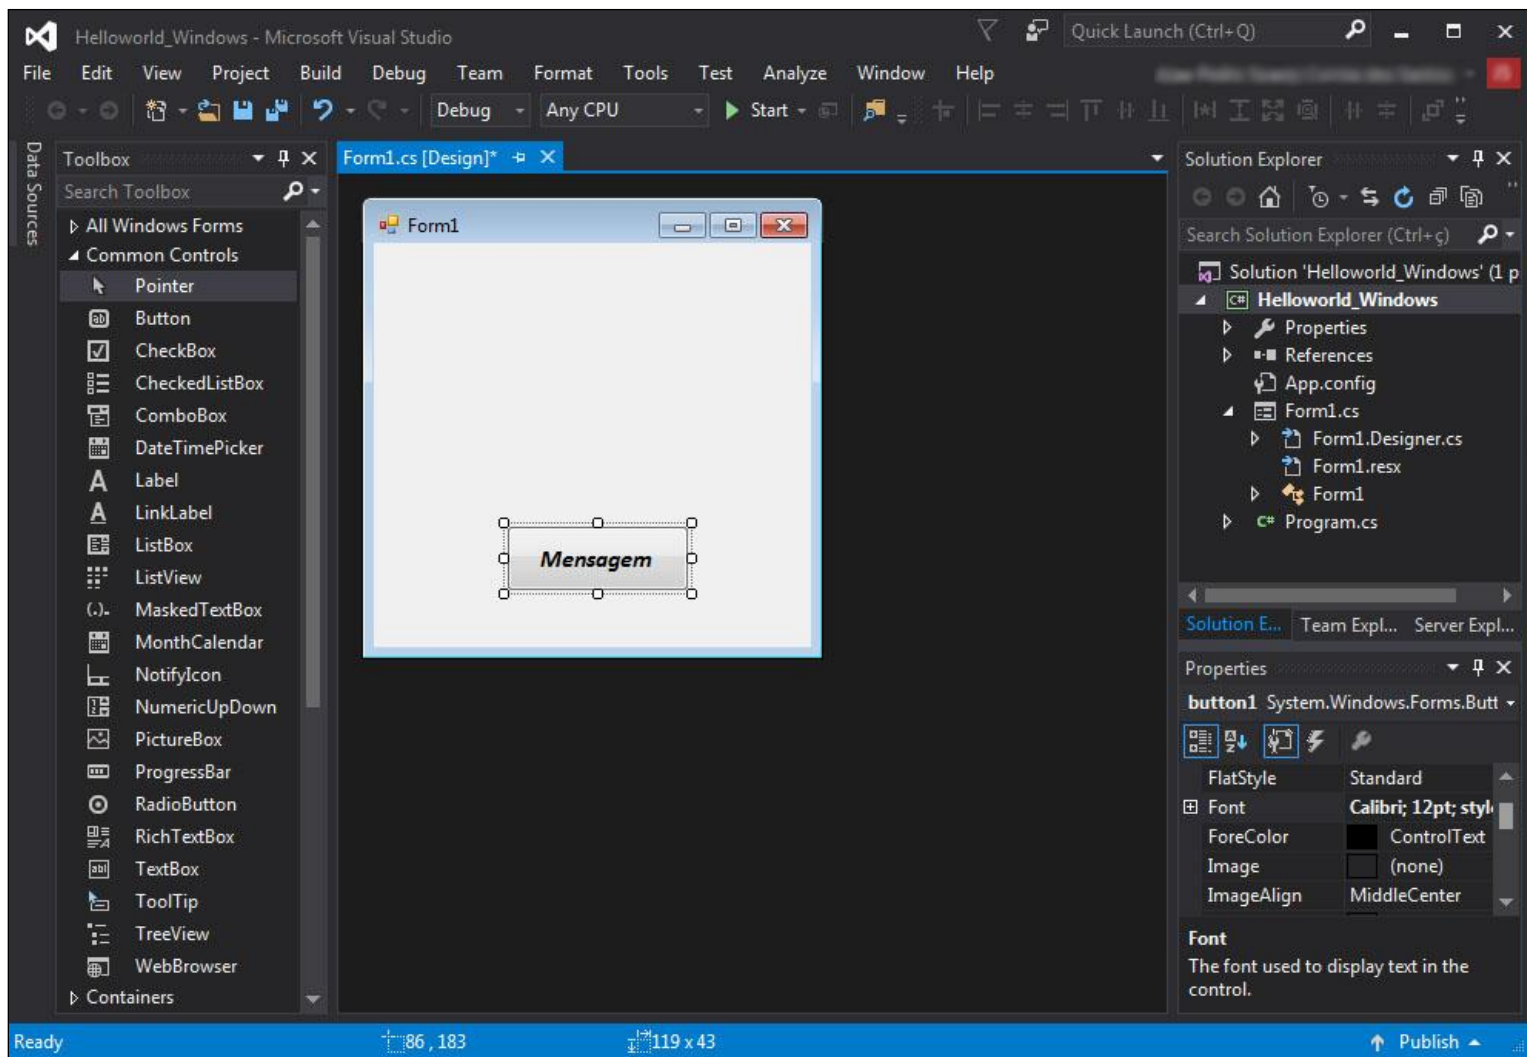 Helloworld_Windows - Microsoft Visual Studio
Quick Launch (Ctrl+Q)
File Edit View Project Build Debug Team Format Tools Test Analyze Window Help
Debug Any CPU Start
Data Sources
Toolbox
Search Toolbox
All Windows Forms
Common Controls
Pointer
Button
CheckBox
CheckedListBox
ComboBox
DateTimePicker
Label
LinkLabel
ListBox
ListView
MaskedTextBox
MonthCalendar
NotifyIcon
NumericUpDown
PictureBox
ProgressBar
RadioButton
RichTextBox
TextBox
ToolTip
TreeView
WebBrowser
Containers
Form1.cs [Design]*
Form1
Mensagem
Solution Explorer
Search Solution Explorer (Ctrl+ç)
Solution 'Helloworld_Windows' (1 p
Helloworld_Windows
Properties
References
App.config
Form1.cs
Form1.Designer.cs
Form1.resx
Form1
Program.cs
Solution E... Team Expl... Server Expl...
Properties
button1 System.Windows.Forms.Butt
FlatStyle Standard
Font Calibri; 12pt; styl
ForeColor ControlText
Image (none)
ImageAlign MiddleCenter
Font
The font used to display text in the
control.
Ready 86 , 183 119 x 43 Publish